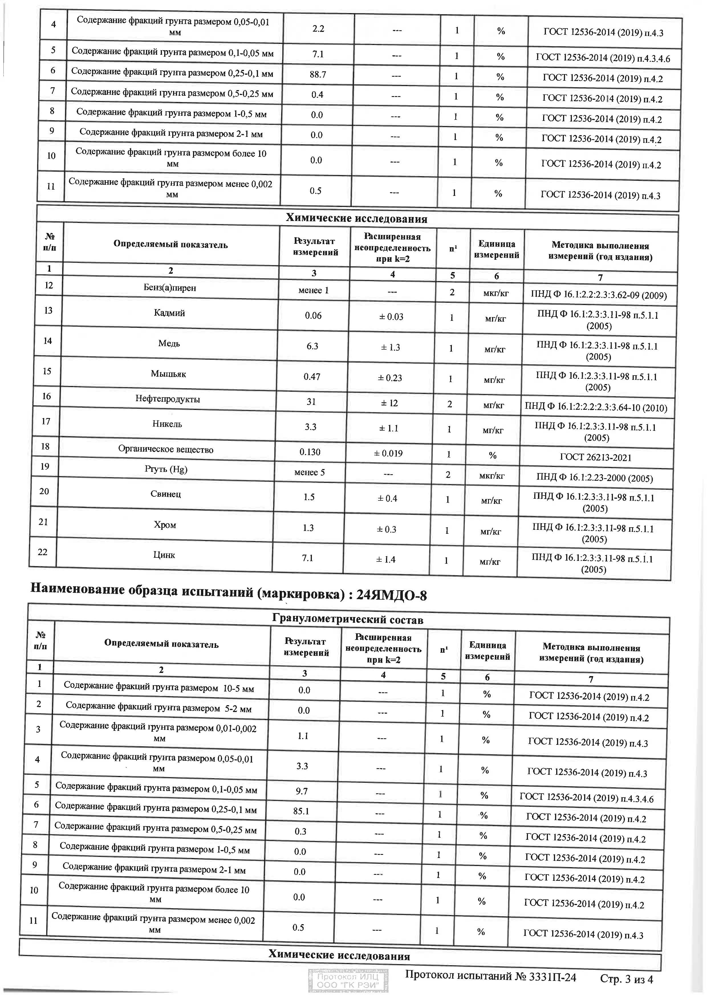 4 Содержание фракций грунта размером 0,05-0,01 мм 2.2 --- 1 % ГОСТ 12536-2014 (2019) п.4.3
5 Содержание фракций грунта размером 0,1-0,05 мм 7.1 --- 1 % ГОСТ 12536-2014 (2019) п.4.3.4.6
6 Содержание фракций грунта размером 0,25-0,1 мм 88.7 --- 1 % ГОСТ 12536-2014 (2019) п.4.2
7 Содержание фракций грунта размером 0,5-0,25 мм 0.4 --- 1 % ГОСТ 12536-2014 (2019) п.4.2
8 Содержание фракций грунта размером 1-0,5 мм 0.0 --- 1 % ГОСТ 12536-2014 (2019) п.4.2
9 Содержание фракций грунта размером 2-1 мм 0.0 --- 1 % ГОСТ 12536-2014 (2019) п.4.2
10 Содержание фракций грунта размером более 10 мм 0.0 --- 1 % ГОСТ 12536-2014 (2019) п.4.2
11 Содержание фракций грунта размером менее 0,002 мм 0.5 --- 1 % ГОСТ 12536-2014 (2019) п.4.3
Химические исследования
№ п/п Определяемый показатель Результат измерений Расширенная неопределенность при k=2 n¹ Единица измерений Методика выполнения измерений (год издания)
1 2 3 4 5 6 7
12 Бенз(а)пирен менее 1 --- 2 мкг/кг ПНД Ф 16.1:2.2:2.3:3.62-09 (2009)
13 Кадмий 0.06 ± 0.03 1 мг/кг ПНД Ф 16.1:2.3:3.11-98 п.5.1.1 (2005)
14 Медь 6.3 ± 1.3 1 мг/кг ПНД Ф 16.1:2.3:3.11-98 п.5.1.1 (2005)
15 Мышьяк 0.47 ± 0.23 1 мг/кг ПНД Ф 16.1:2.3:3.11-98 п.5.1.1 (2005)
16 Нефтепродукты 31 ± 12 2 мг/кг ПНД Ф 16.1:2:2.2:2.3:3.64-10 (2010)
17 Никель 3.3 ± 1.1 1 мг/кг ПНД Ф 16.1:2.3:3.11-98 п.5.1.1 (2005)
18 Органическое вещество 0.130 ± 0.019 1 % ГОСТ 26213-2021
19 Ртуть (Hg) менее 5 --- 2 мкг/кг ПНД Ф 16.1:2.23-2000 (2005)
20 Свинец 1.5 ± 0.4 1 мг/кг ПНД Ф 16.1:2.3:3.11-98 п.5.1.1 (2005)
21 Хром 1.3 ± 0.3 1 мг/кг ПНД Ф 16.1:2.3:3.11-98 п.5.1.1 (2005)
22 Цинк 7.1 ± 1.4 1 мг/кг ПНД Ф 16.1:2.3:3.11-98 п.5.1.1 (2005)
Наименование образца испытаний (маркировка) : 24ЯМДО-8
Гранулометрический состав
№ п/п Определяемый показатель Результат измерений Расширенная неопределенность при k=2 n¹ Единица измерений Методика выполнения измерений (год издания)
1 2 3 4 5 6 7
1 Содержание фракций грунта размером 10-5 мм 0.0 --- 1 % ГОСТ 12536-2014 (2019) п.4.2
2 Содержание фракций грунта размером 5-2 мм 0.0 --- 1 % ГОСТ 12536-2014 (2019) п.4.2
3 Содержание фракций грунта размером 0,01-0,002 мм 1.1 --- 1 % ГОСТ 12536-2014 (2019) п.4.3
4 Содержание фракций грунта размером 0,05-0,01 мм 3.3 --- 1 % ГОСТ 12536-2014 (2019) п.4.3
5 Содержание фракций грунта размером 0,1-0,05 мм 9.7 --- 1 % ГОСТ 12536-2014 (2019) п.4.3.4.6
6 Содержание фракций грунта размером 0,25-0,1 мм 85.1 --- 1 % ГОСТ 12536-2014 (2019) п.4.2
7 Содержание фракций грунта размером 0,5-0,25 мм 0.3 --- 1 % ГОСТ 12536-2014 (2019) п.4.2
8 Содержание фракций грунта размером 1-0,5 мм 0.0 --- 1 % ГОСТ 12536-2014 (2019) п.4.2
9 Содержание фракций грунта размером 2-1 мм 0.0 --- 1 % ГОСТ 12536-2014 (2019) п.4.2
10 Содержание фракций грунта размером более 10 мм 0.0 --- 1 % ГОСТ 12536-2014 (2019) п.4.2
11 Содержание фракций грунта размером менее 0,002 мм 0.5 --- 1 % ГОСТ 12536-2014 (2019) п.4.3
Химические исследования
Протокол испытаний № 3331П-24 Стр. 3 из 4
Протокол ИЛЦ
ООО "ГК РЭИ"